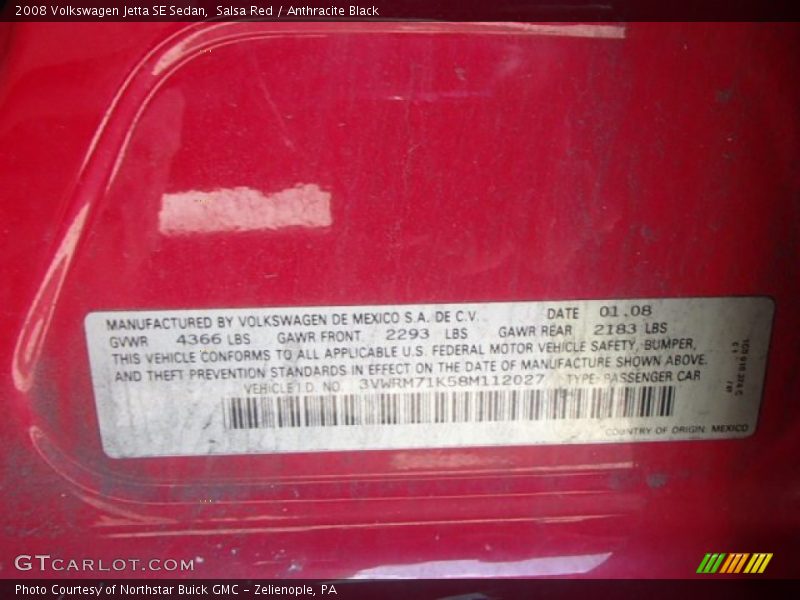 2008 Volkswagen Jetta SE Sedan,  Salsa Red / Anthracite Black
MANUFACTURED BY VOLKSWAGEN DE MEXICO S.A. DE C.V. DATE 01.08
GVWR 4366 LBS GAWR FRONT 2293 LBS GAWR REAR 2183 LBS
THIS VEHICLE CONFORMS TO ALL APPLICABLE U.S. FEDERAL MOTOR VEHICLE SAFETY, BUMPER,
AND THEFT PREVENTION STANDARDS IN EFFECT ON THE DATE OF MANUFACTURE SHOWN ABOVE.
VEHICLE I.D. NO. 3VWRM71K58M112027 TYPE: PASSENGER CAR
COUNTRY OF ORIGIN: MEXICO
GTCARLOT.COM
Photo Courtesy of Northstar Buick GMC - Zelienople, PA